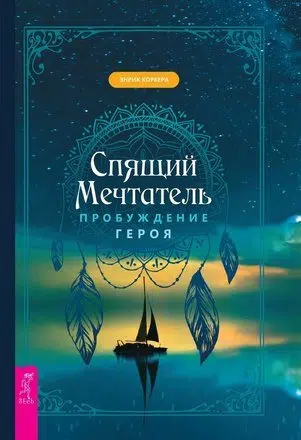 ЭНРИК КОРБЕРА
Спящий
Мечтатель
ПРОБУЖДЕНИЕ
ГЕРОЯ
ВЕСЬ